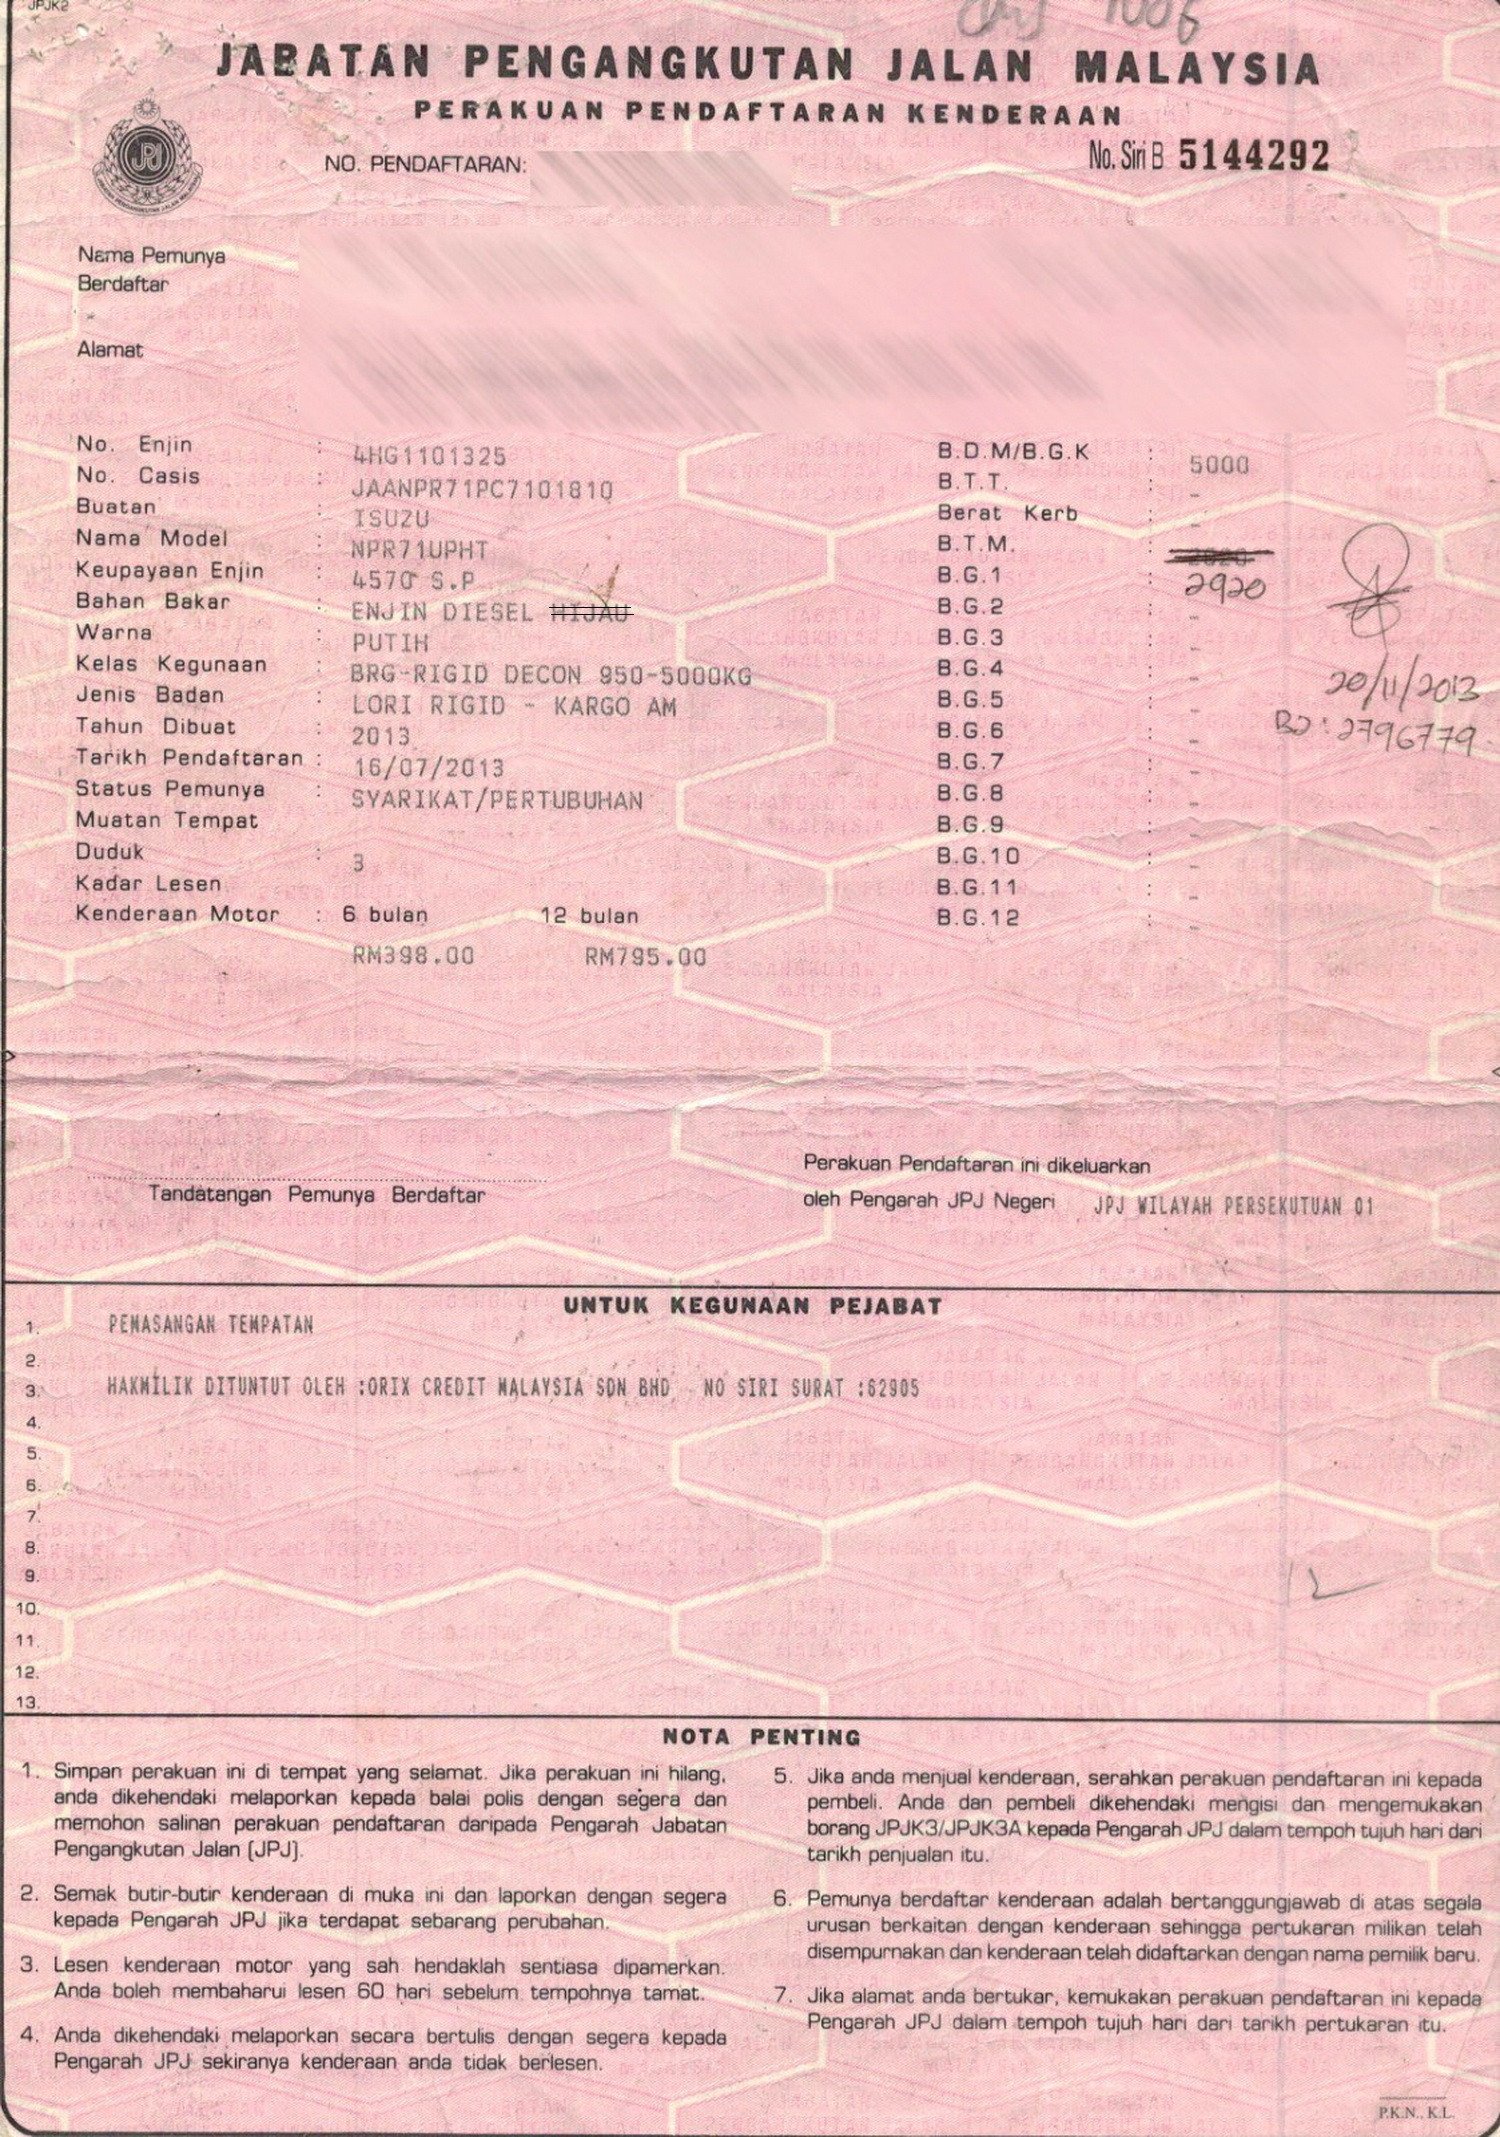 JPJK2
1006
JABATAN PENGANGKUTAN JALAN MALAYSIA
PERAKUAN PENDAFTARAN KENDERAAN
JPJ
NO. PENDAFTARAN:
No. Siri B 5144292
Nama Pemunya
Berdaftar
Alamat
No. Enjin : 4HG1101325
No. Casis : JAANPR71PC7101810
Buatan : ISUZU
Nama Model : NPR71UPHT
Keupayaan Enjin : 4570 S.P
Bahan Bakar : ENJIN DIESEL HIJAU
Warna : PUTIH
Kelas Kegunaan : BRG-RIGID DECON 950-5000KG
Jenis Badan : LORI RIGID - KARGO AM
Tahun Dibuat : 2013
Tarikh Pendaftaran : 16/07/2013
Status Pemunya : SYARIKAT/PERTUBUHAN
Muatan Tempat
Duduk : 3
Kadar Lesen
Kenderaan Motor : 6 bulan 12 bulan
RM398.00 RM795.00
B.D.M/B.G.K : 5000
B.T.T. : -
Berat Kerb : -
B.T.M. :
B.G.1 : 2920
B.G.2 : -
B.G.3 : -
B.G.4 : -
B.G.5 : -
B.G.6 : -
B.G.7 : -
B.G.8 : -
B.G.9 : -
B.G.10 : -
B.G.11 : -
B.G.12 : -
20/11/2013
BJ: 2796779
Tandatangan Pemunya Berdaftar
Perakuan Pendaftaran ini dikeluarkan
oleh Pengarah JPJ Negeri JPJ WILAYAH PERSEKUTUAN 01
UNTUK KEGUNAAN PEJABAT
1. PEMASANGAN TEMPATAN
2.
3. HAKMILIK DITUNTUT OLEH :ORIX CREDIT MALAYSIA SDN BHD NO SIRI SURAT :62905
4.
5.
6.
7.
8.
9.
10.
11.
12.
13.
NOTA PENTING
1. Simpan perakuan ini di tempat yang selamat. Jika perakuan ini hilang,
anda dikehendaki melaporkan kepada balai polis dengan segera dan
memohon salinan perakuan pendaftaran daripada Pengarah Jabatan
Pengangkutan Jalan (JPJ).
2. Semak butir-butir kenderaan di muka ini dan laporkan dengan segera
kepada Pengarah JPJ jika terdapat sebarang perubahan.
3. Lesen kenderaan motor yang sah hendaklah sentiasa dipamerkan.
Anda boleh membaharui lesen 60 hari sebelum tempohnya tamat.
4. Anda dikehendaki melaporkan secara bertulis dengan segera kepada
Pengarah JPJ sekiranya kenderaan anda tidak berlesen.
5. Jika anda menjual kenderaan, serahkan perakuan pendaftaran ini kepada
pembeli. Anda dan pembeli dikehendaki mengisi dan mengemukakan
borang JPJK3/JPJK3A kepada Pengarah JPJ dalam tempoh tujuh hari dari
tarikh penjualan itu.
6. Pemunya berdaftar kenderaan adalah bertanggungjawab di atas segala
urusan berkaitan dengan kenderaan sehingga pertukaran milikan telah
disempurnakan dan kenderaan telah didaftarkan dengan nama pemilik baru.
7. Jika alamat anda bertukar, kemukakan perakuan pendaftaran ini kepada
Pengarah JPJ dalam tempoh tujuh hari dari tarikh pertukaran itu.
P.K.N., K.L.